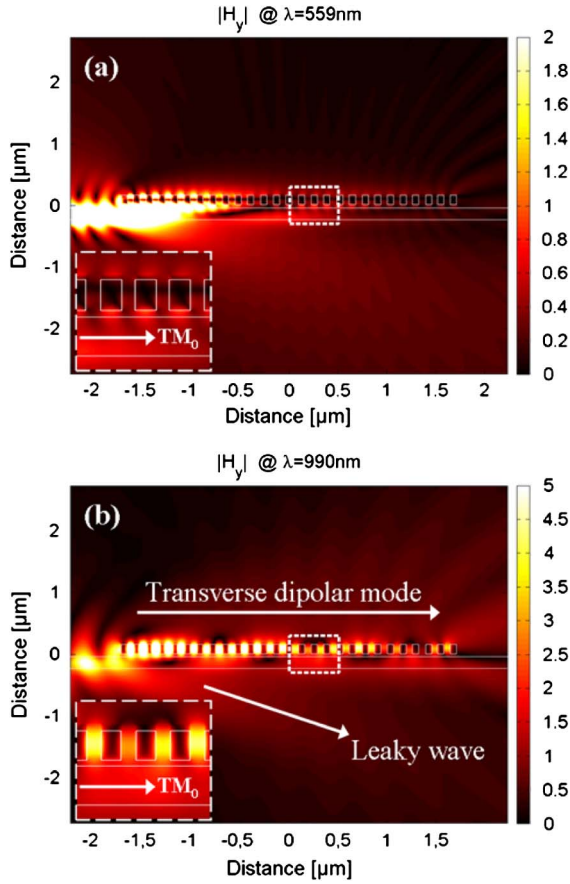 |H_y| @ λ=559nm
(a)
2
1
0
-1
-2
Distance [µm]
TM₀
-2 -1.5 -1 -0.5 0 0.5 1 1.5 2
Distance [µm]
2
1.8
1.6
1.4
1.2
1
0.8
0.6
0.4
0.2
0
|H_y| @ λ=990nm
(b)
Transverse dipolar mode
Leaky wave
2
1
0
-1
-2
Distance [µm]
TM₀
-2 -1,5 -1 -0,5 0 0,5 1 1,5
Distance [µm]
5
4.5
4
3.5
3
2.5
2
1.5
1
0.5
0